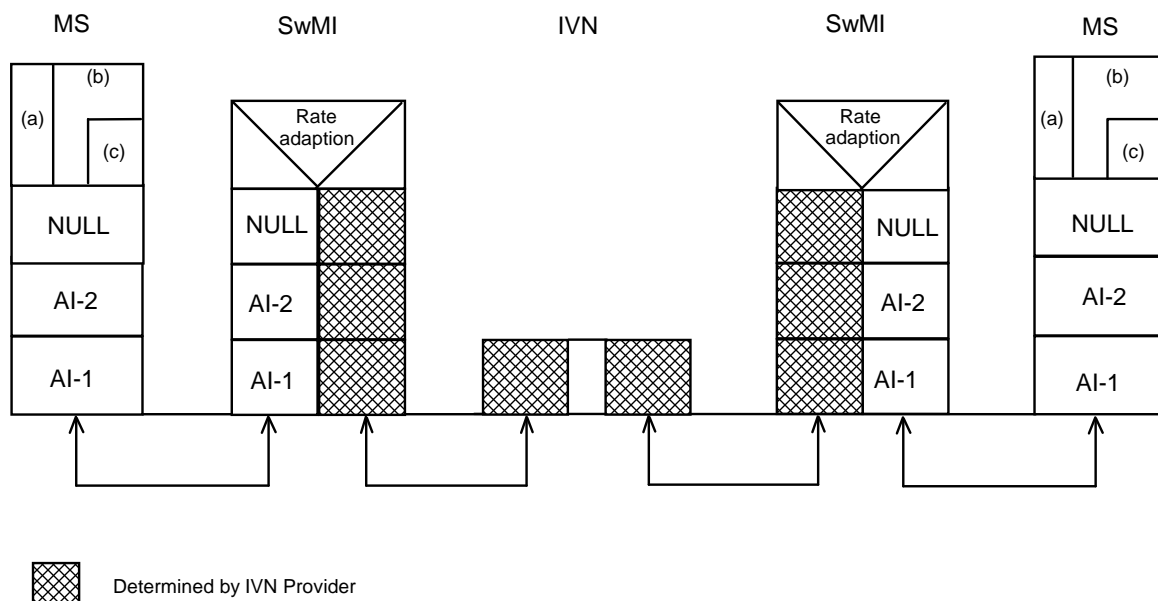 MS SwMI IVN SwMI MS
(b) (b)
(a) (a)
(c) (c)
Rate Rate
adaption adaption
NULL NULL NULL NULL
AI-2 AI-2 AI-2 AI-2
AI-1 AI-1 AI-1 AI-1
Determined by IVN Provider